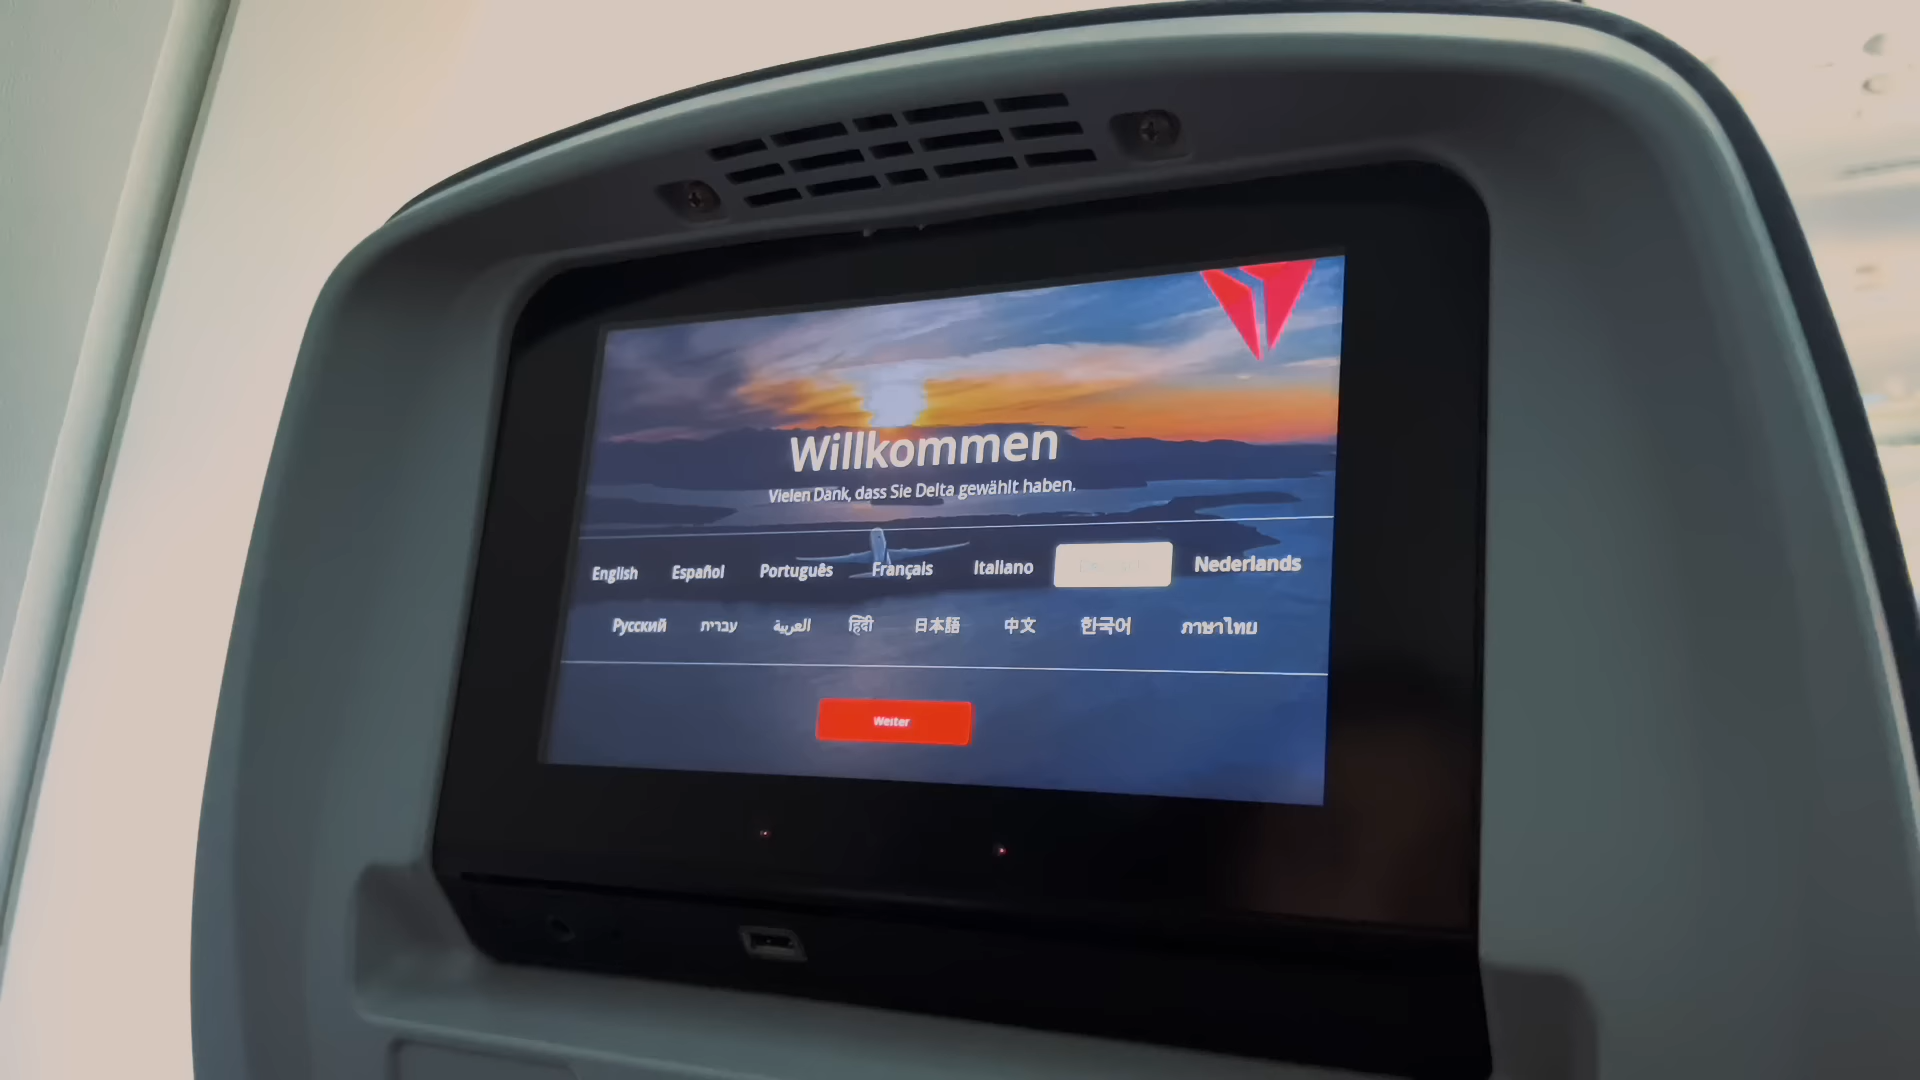 Willkommen
Vielen Dank, dass Sie Delta gewählt haben.
English Español Português Français Italiano Nederlands
Русский עברית العربية हिंदी 日本語 中文 한국어 ภาษาไทย
Weiter